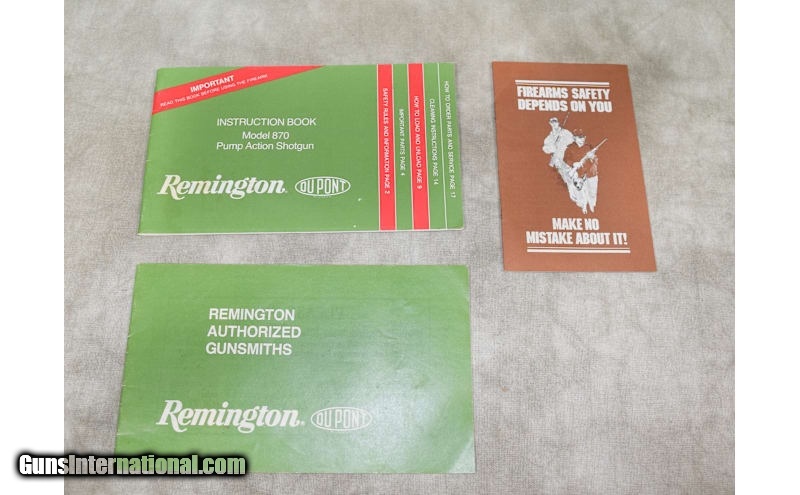 IMPORTANT
READ THIS BOOK BEFORE USING THE FIREARM
INSTRUCTION BOOK
Model 870
Pump Action Shotgun
Remington®
DU PONT
SAFETY RULES AND INFORMATION PAGE 2
IMPORTANT PARTS PAGE 4
HOW TO LOAD AND UNLOAD PAGE 9
CLEANING INSTRUCTIONS PAGE 14
HOW TO ORDER PARTS AND SERVICE PAGE 17
FIREARMS SAFETY
DEPENDS ON YOU
MAKE NO
MISTAKE ABOUT IT!
REMINGTON
AUTHORIZED
GUNSMITHS
Remington®
DU PONT
GunsInternational.com